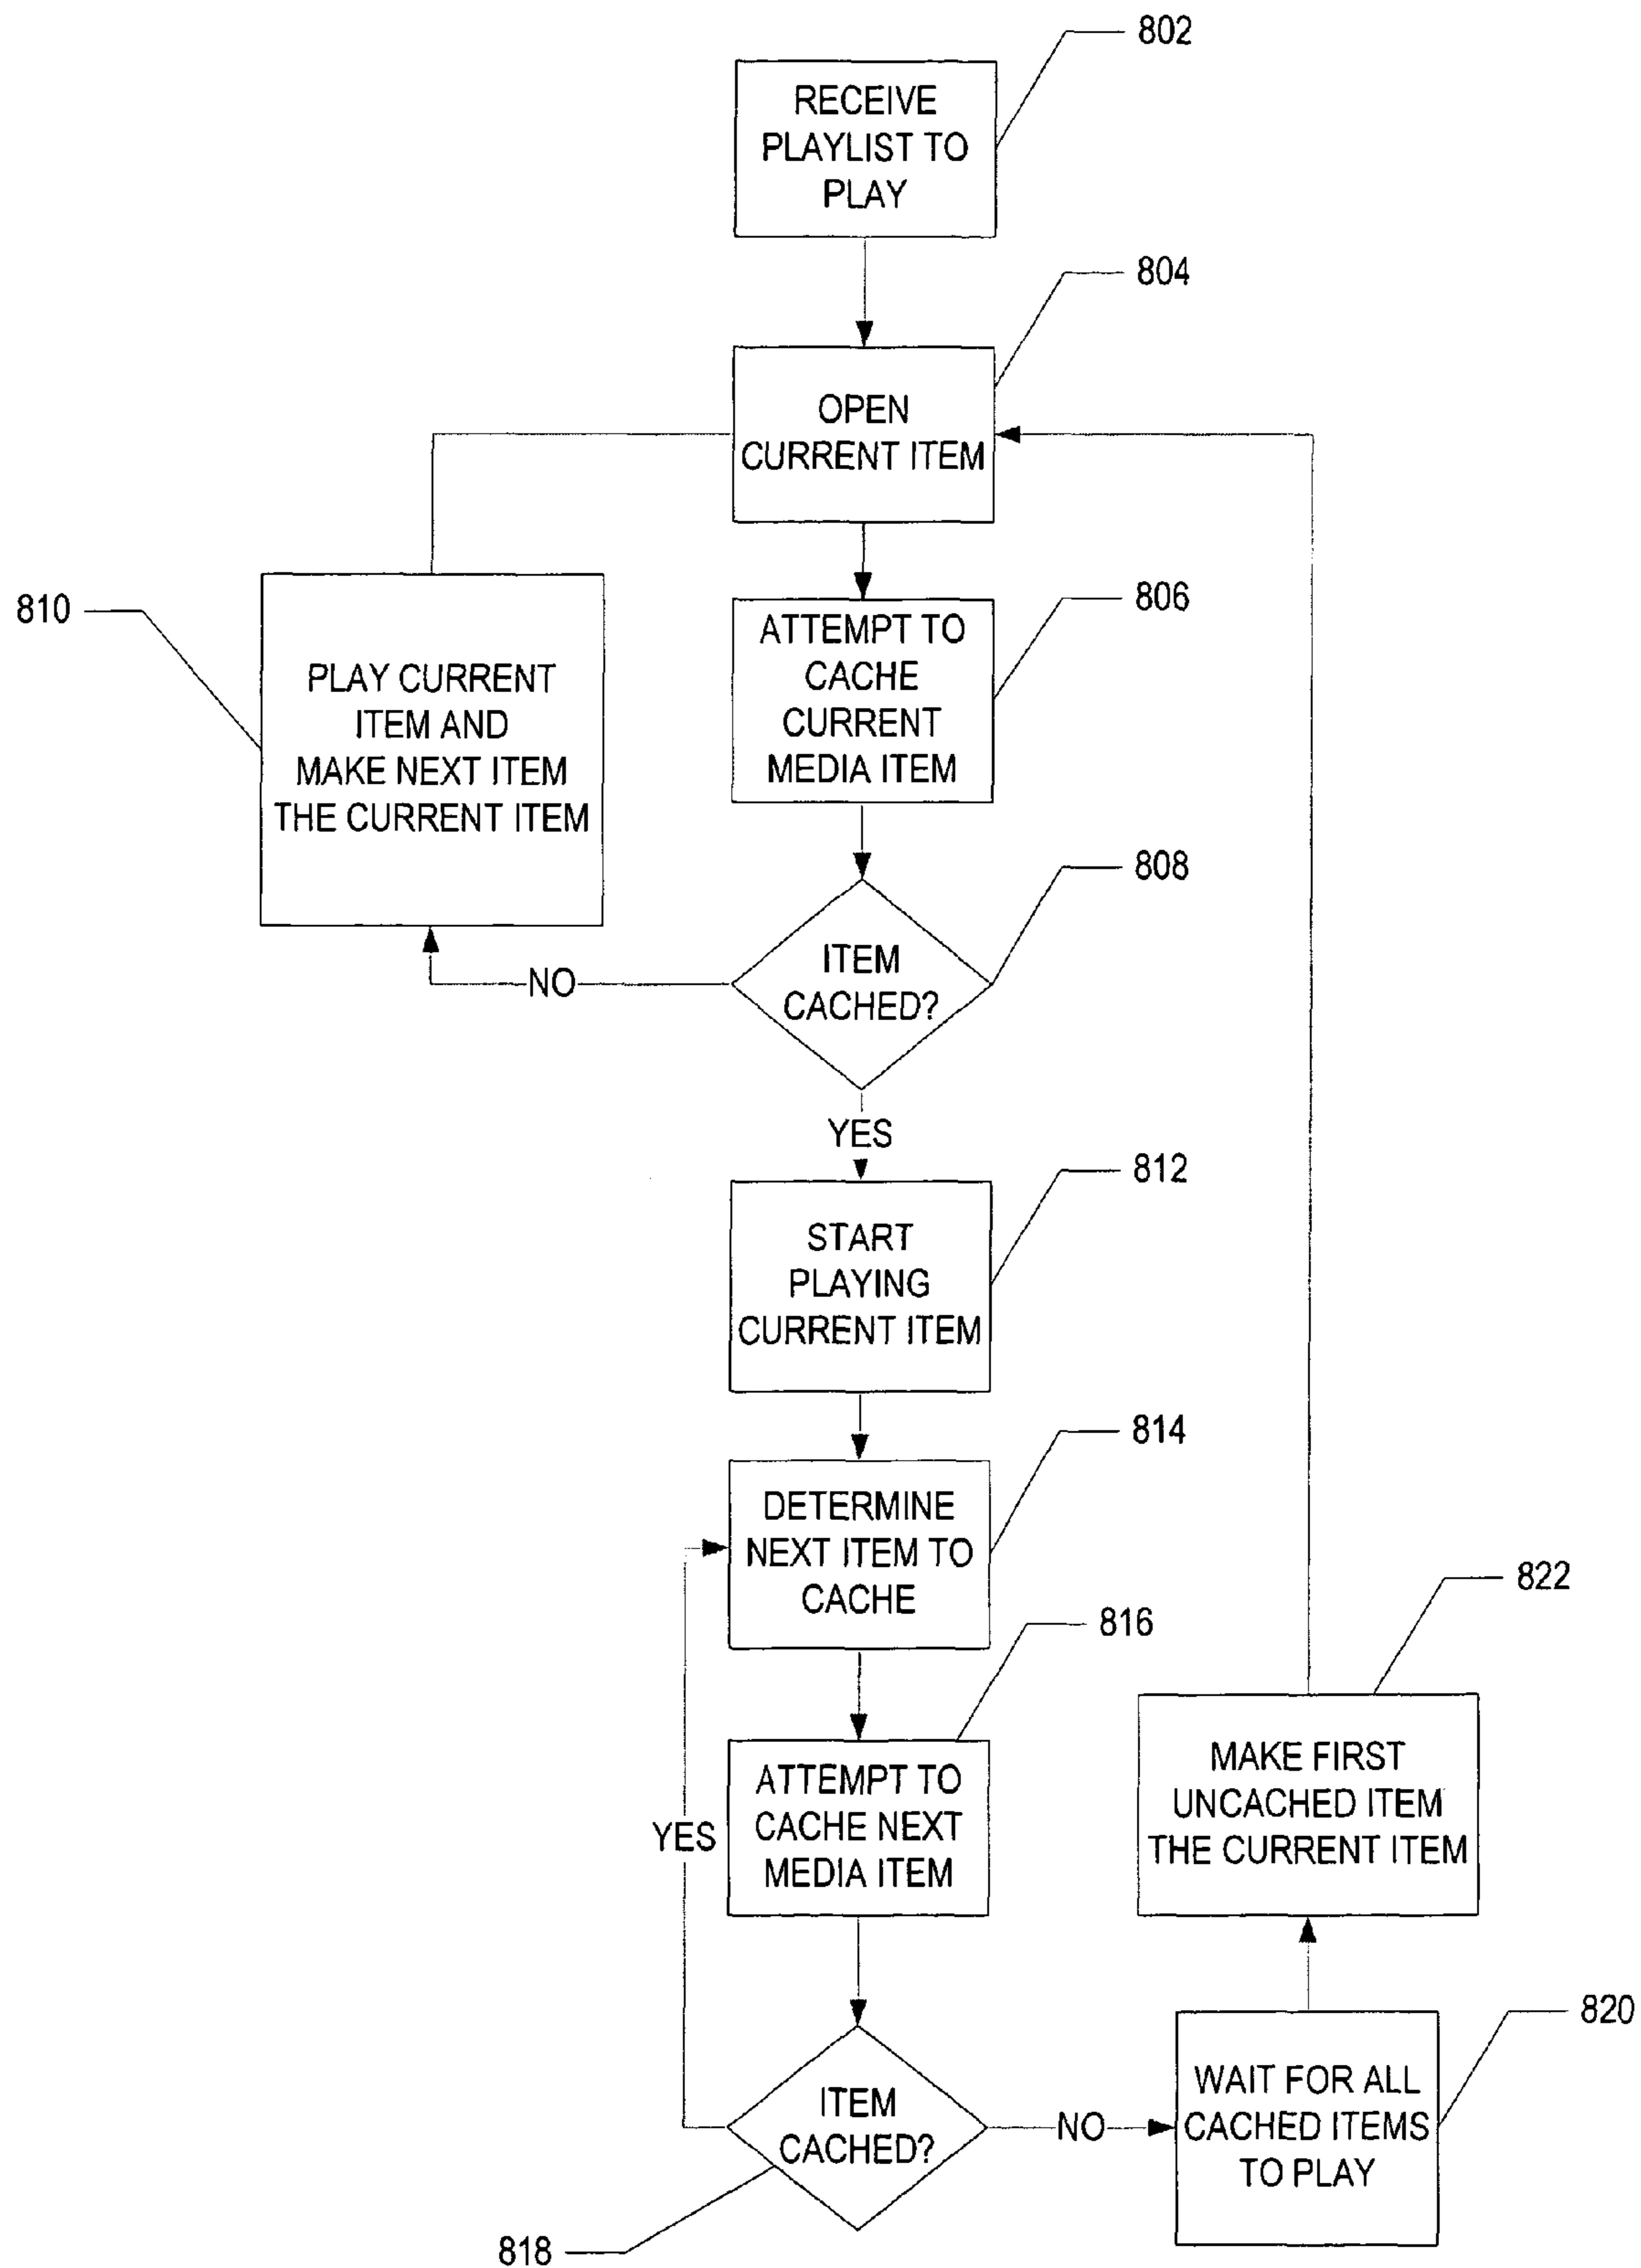 802
RECEIVE
PLAYLIST TO
PLAY
804
OPEN
CURRENT ITEM
806
ATTEMPT TO
CACHE
CURRENT
MEDIA ITEM
810
PLAY CURRENT
ITEM AND
MAKE NEXT ITEM
THE CURRENT ITEM
808
ITEM
CACHED?
NO
YES
812
START
PLAYING
CURRENT ITEM
814
DETERMINE
NEXT ITEM TO
CACHE
816
ATTEMPT TO
CACHE NEXT
MEDIA ITEM
YES
822
MAKE FIRST
UNCACHED ITEM
THE CURRENT ITEM
818
ITEM
CACHED?
NO
820
WAIT FOR ALL
CACHED ITEMS
TO PLAY